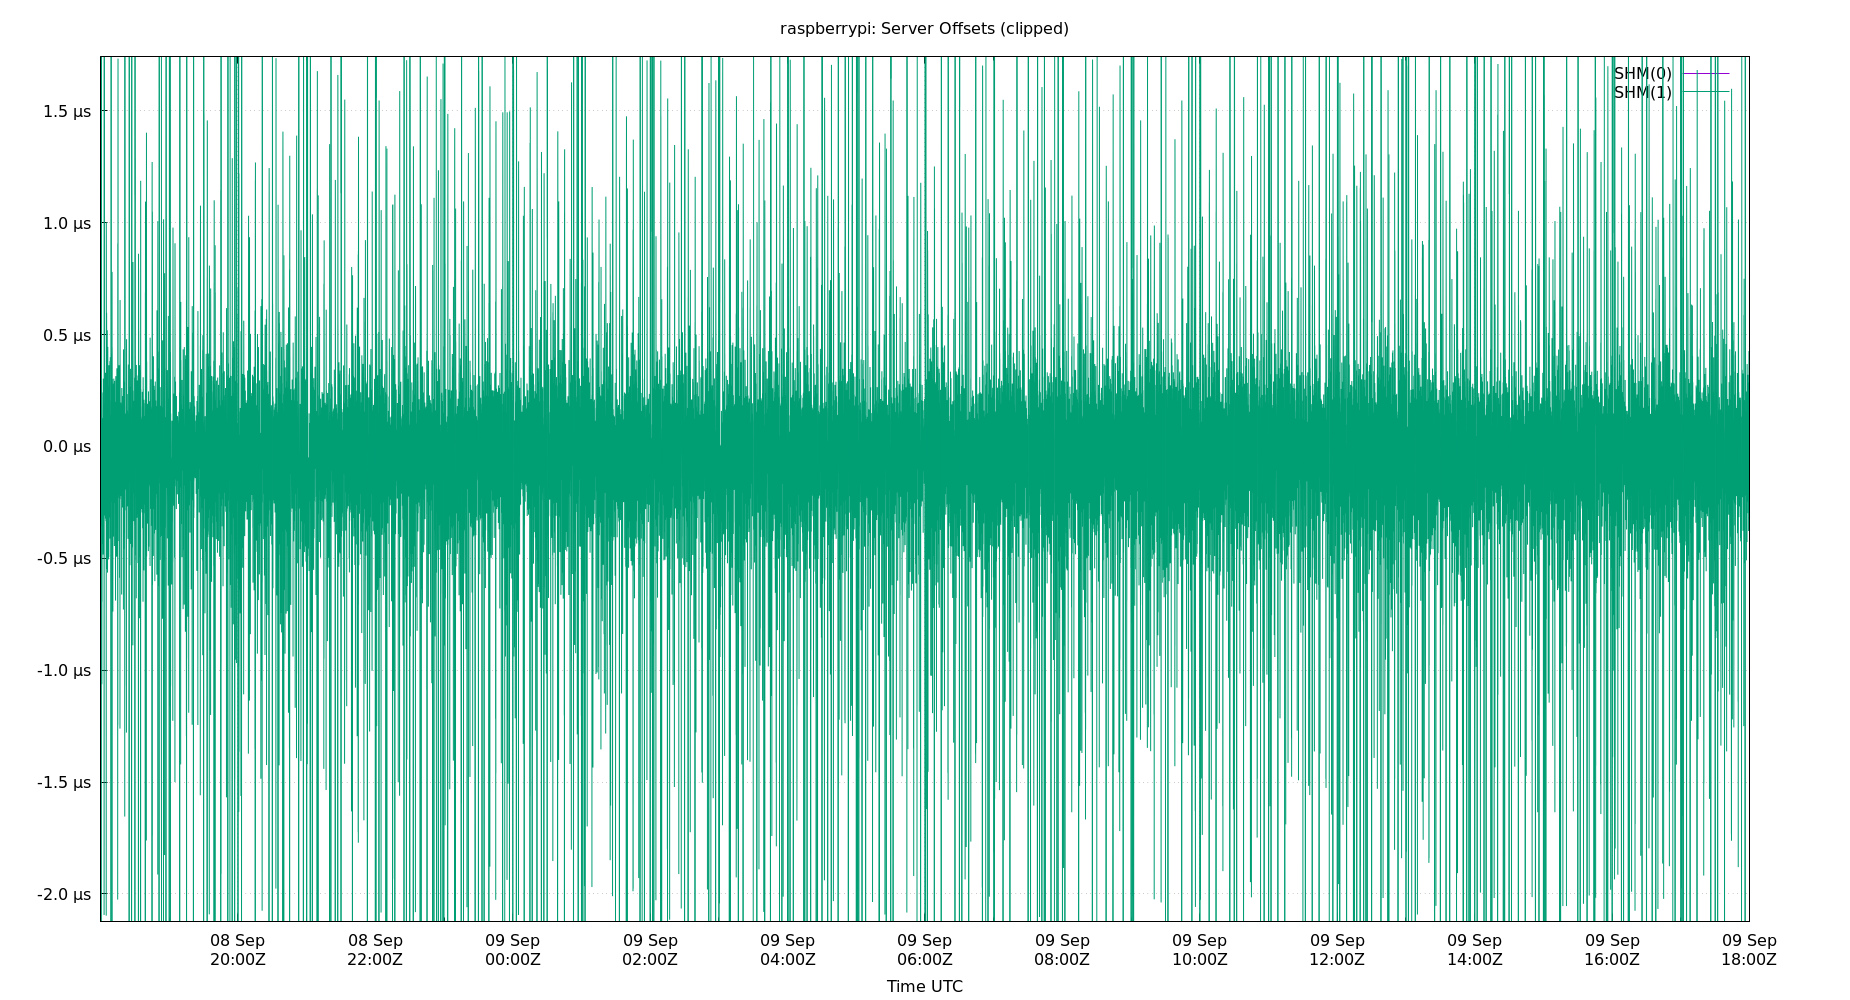 raspberrypi: Server Offsets (clipped)
SHM(0)
SHM(1)
1.5 µs
1.0 µs
0.5 µs
0.0 µs
-0.5 µs
-1.0 µs
-1.5 µs
-2.0 µs
08 Sep 08 Sep 09 Sep 09 Sep 09 Sep 09 Sep 09 Sep 09 Sep 09 Sep 09 Sep 09 Sep 09 Sep
20:00Z 22:00Z 00:00Z 02:00Z 04:00Z 06:00Z 08:00Z 10:00Z 12:00Z 14:00Z 16:00Z 18:00Z
Time UTC